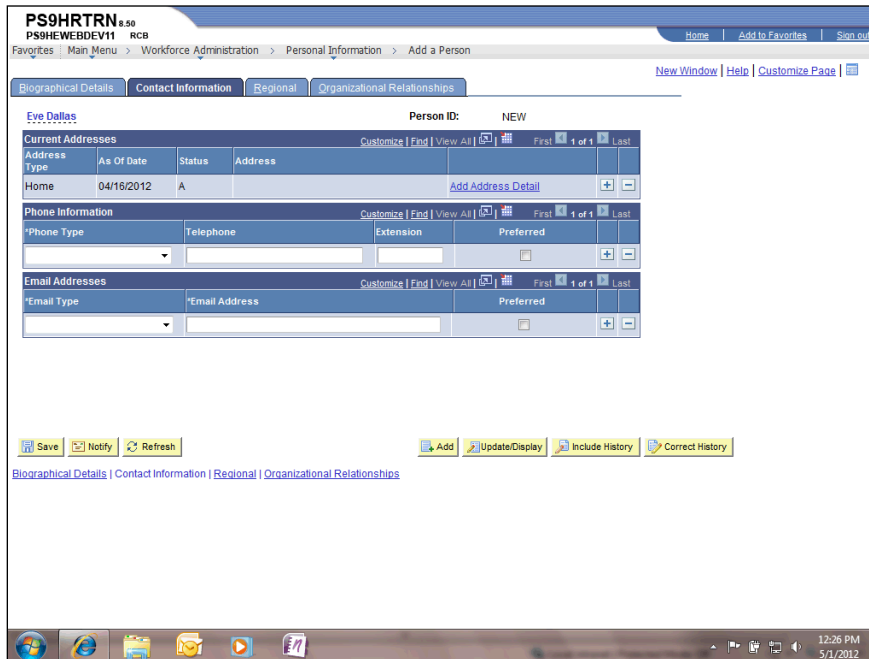 PS9HRTRN 8.50
PS9HEWEBDEV11 RCB
Home | Add to Favorites | Sign out
Favorites Main Menu > Workforce Administration > Personal Information > Add a Person
New Window | Help | Customize Page |
Biographical Details Contact Information Regional Organizational Relationships
Eve Dallas Person ID: NEW
Current Addresses Customize | Find | View All | First 1 of 1 Last
Address Type As Of Date Status Address
Home 04/16/2012 A Add Address Detail
Phone Information Customize | Find | View All | First 1 of 1 Last
*Phone Type Telephone Extension Preferred
Email Addresses Customize | Find | View All | First 1 of 1 Last
*Email Type *Email Address Preferred
Save Notify Refresh Add Update/Display Include History Correct History
Biographical Details | Contact Information | Regional | Organizational Relationships
12:26 PM
5/1/2012